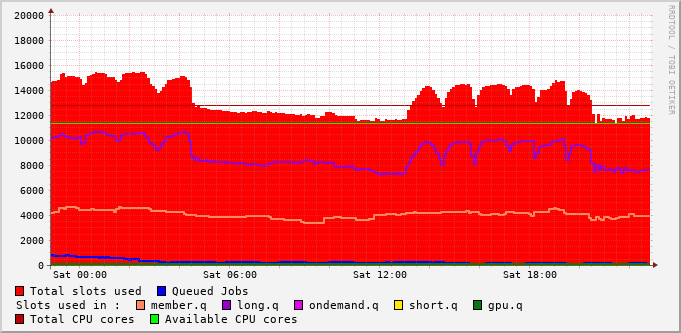 RRDTOOL / TOBI OETIKER
20000
18000
16000
14000
12000
10000
8000
6000
4000
2000
0
Sat 00:00 Sat 06:00 Sat 12:00 Sat 18:00
Total slots used Queued Jobs
Slots used in : member.q long.q ondemand.q short.q gpu.q
Total CPU cores Available CPU cores